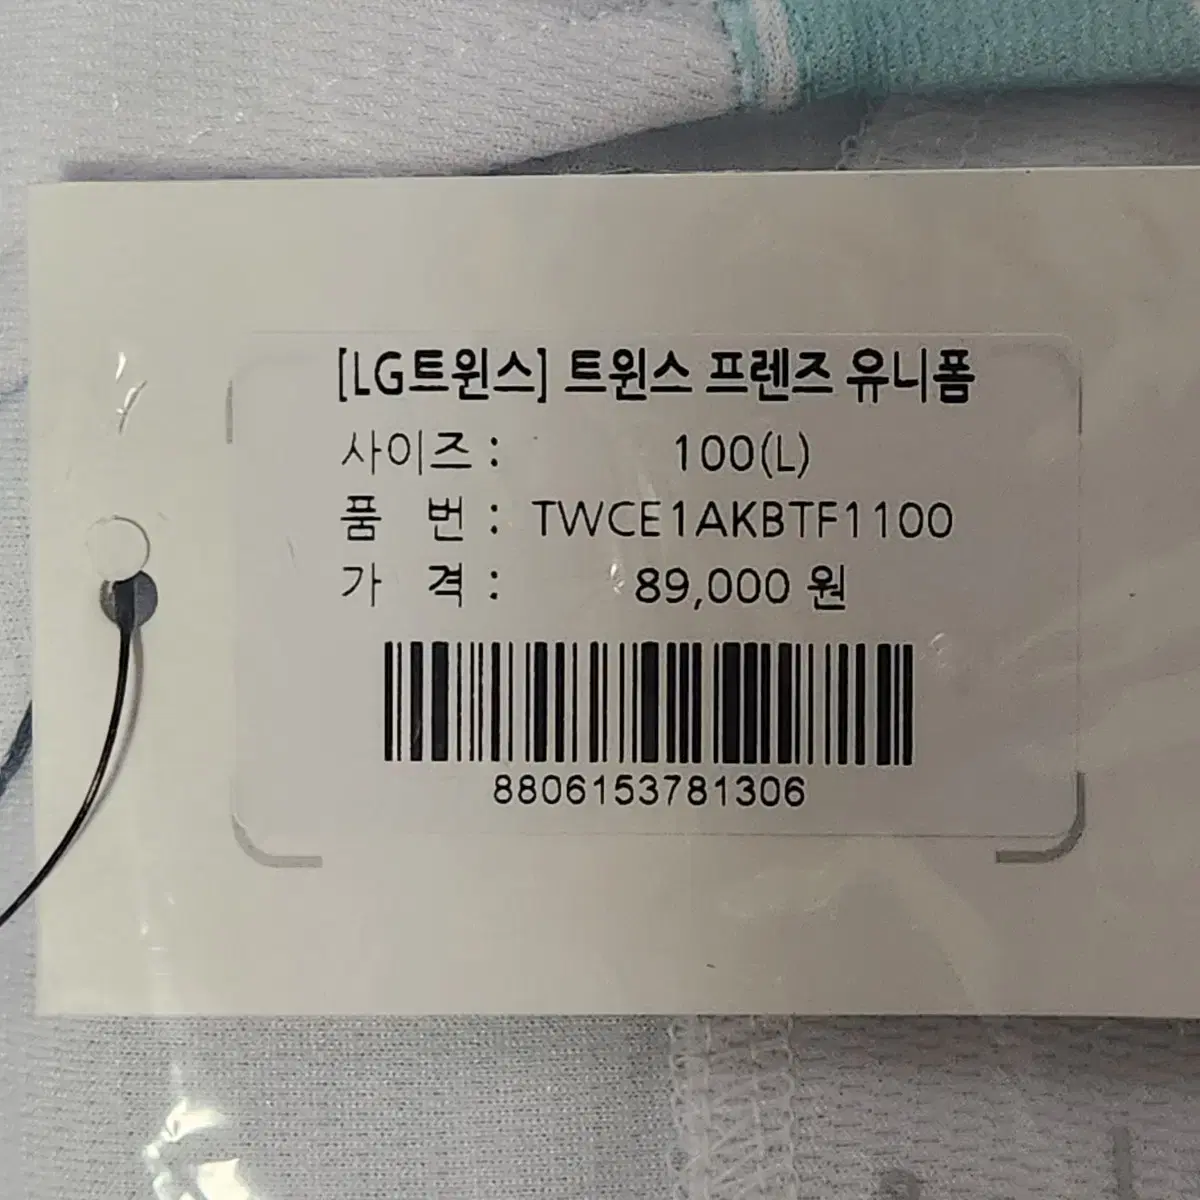 [LG트윈스] 트윈스 프렌즈 유니폼
사이즈 : 100(L)
품 번 : TWCE1AKBTF1100
가 격 : 89,000 원
8806153781306